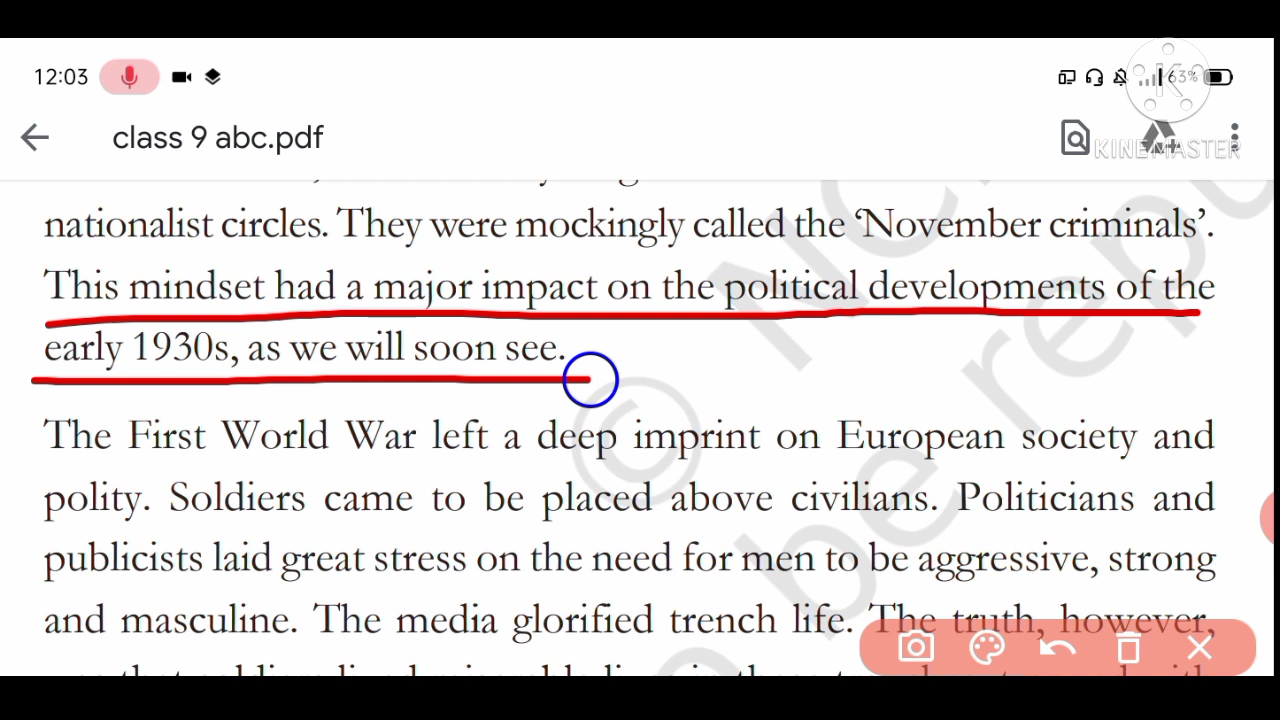 12:03
63%
class 9 abc.pdf
KINEMASTER
nationalist circles. They were mockingly called the ‘November criminals’.
This mindset had a major impact on the political developments of the
early 1930s, as we will soon see.
The First World War left a deep imprint on European society and
polity. Soldiers came to be placed above civilians. Politicians and
publicists laid great stress on the need for men to be aggressive, strong
and masculine. The media glorified trench life. The truth, however,